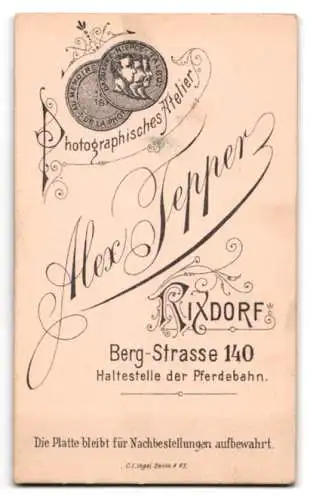 Photographisches Atelier
Alex Tepper
RIXDORF
Berg-Strasse 140
Haltestelle der Pferdebahn.
Die Platte bleibt für Nachbestellungen aufbewahrt.